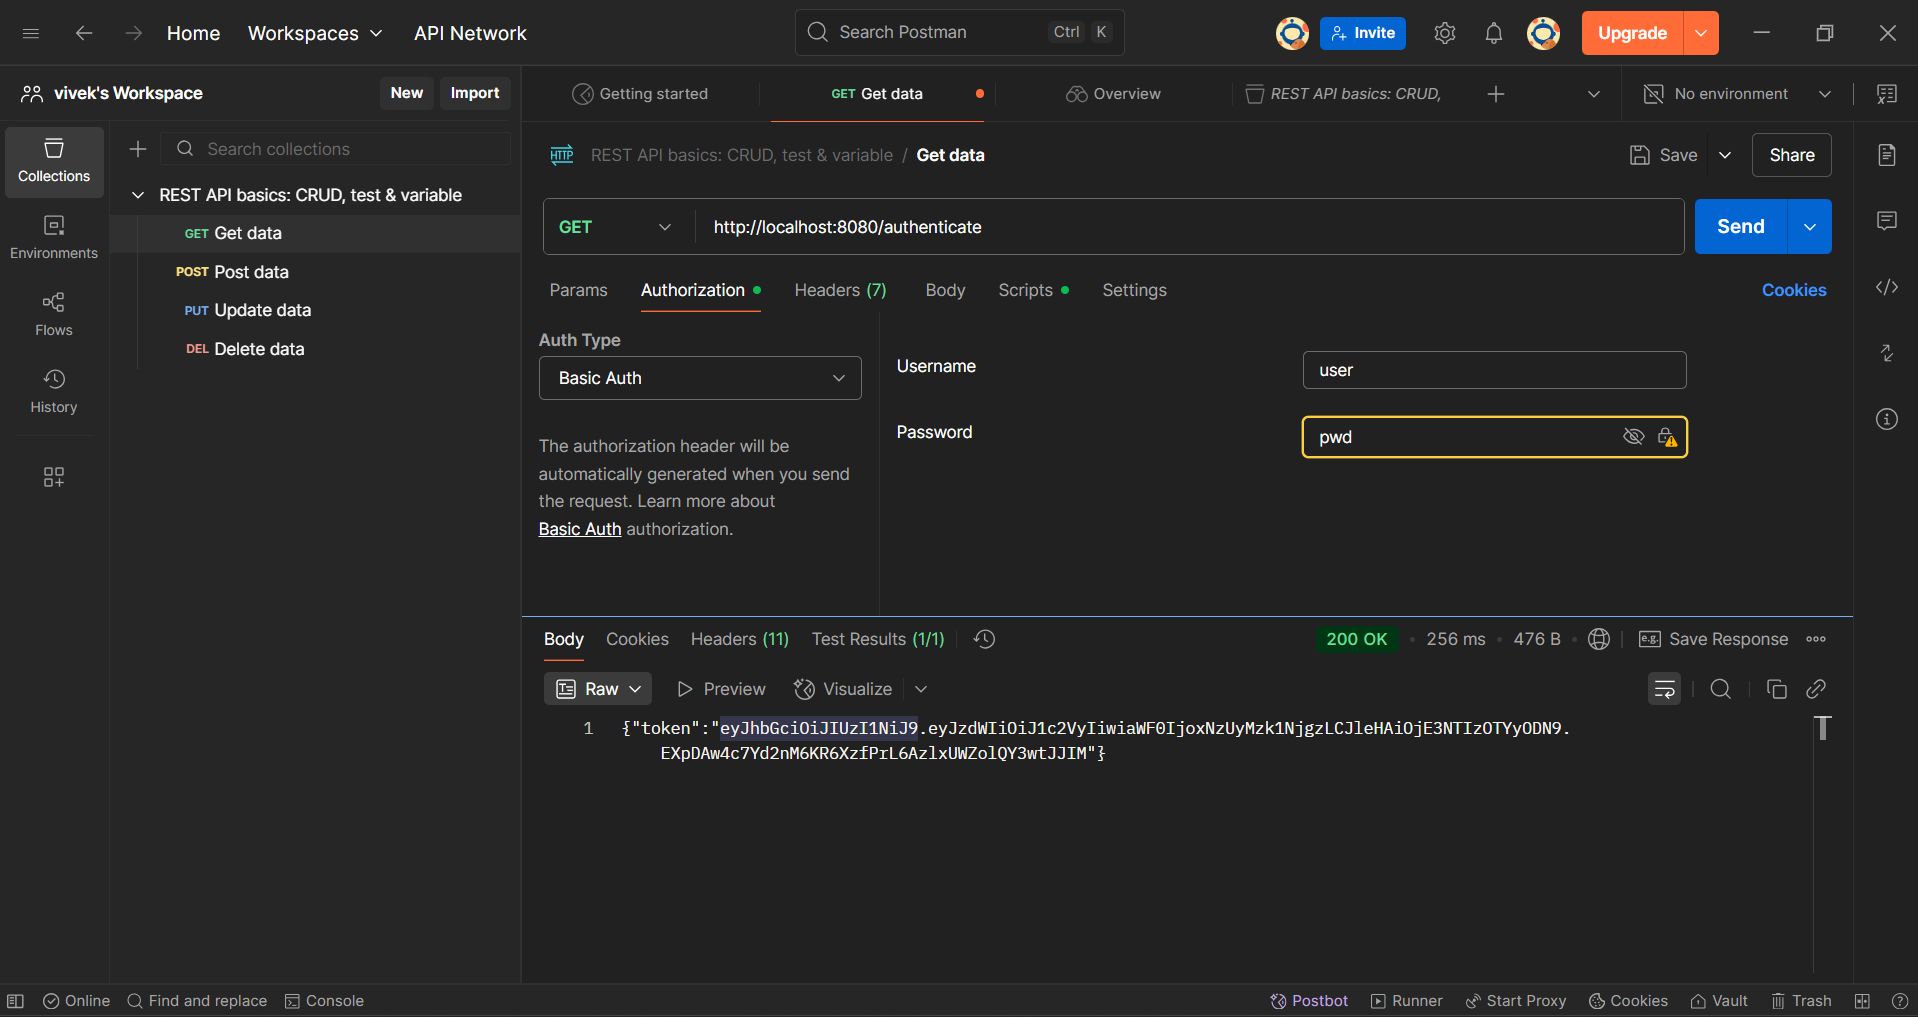 Home Workspaces API Network Search Postman Ctrl K Invite Upgrade
vivek's Workspace New Import
Getting started GET Get data Overview REST API basics: CRUD, No environment
Collections
Environments
Flows
History
Search collections
REST API basics: CRUD, test & variable
GET Get data
POST Post data
PUT Update data
DEL Delete data
HTTP REST API basics: CRUD, test & variable / Get data Save Share
GET http://localhost:8080/authenticate Send
Params Authorization Headers (7) Body Scripts Settings Cookies
Auth Type
Basic Auth
The authorization header will be
automatically generated when you send
the request. Learn more about
Basic Auth authorization.
Username user
Password pwd
Body Cookies Headers (11) Test Results (1/1) 200 OK • 256 ms • 476 B • e.g. Save Response
Raw Preview Visualize
1 {"token":"eyJhbGciOiJIUzI1NiJ9.eyJzdWIiOiJ1c2VyIiwiaWF0IjoxNzUyMzk1NjgzLCJleHAiOjE3NTIzOTYyODN9.
EXpDAw4c7Yd2nM6KR6XzfPrL6AzlxUWZolQY3wtJJIM"}
Online Find and replace Console Postbot Runner Start Proxy Cookies Vault Trash